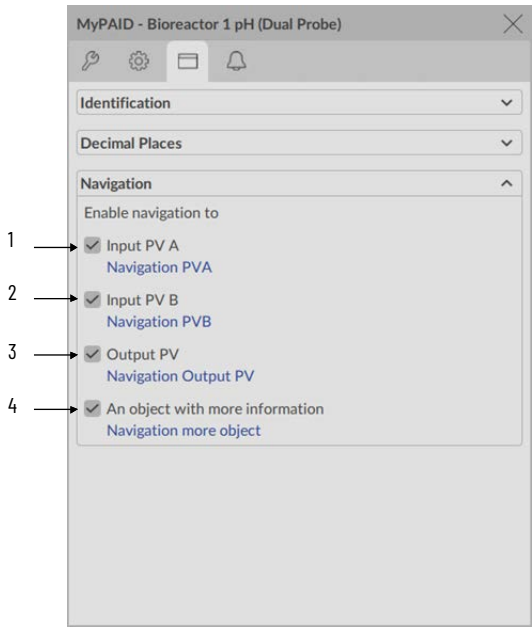 MyPAID - Bioreactor 1 pH (Dual Probe)
Identification
Decimal Places
Navigation
Enable navigation to
1 Input PV A
Navigation PVA
2 Input PV B
Navigation PVB
3 Output PV
Navigation Output PV
4 An object with more information
Navigation more object